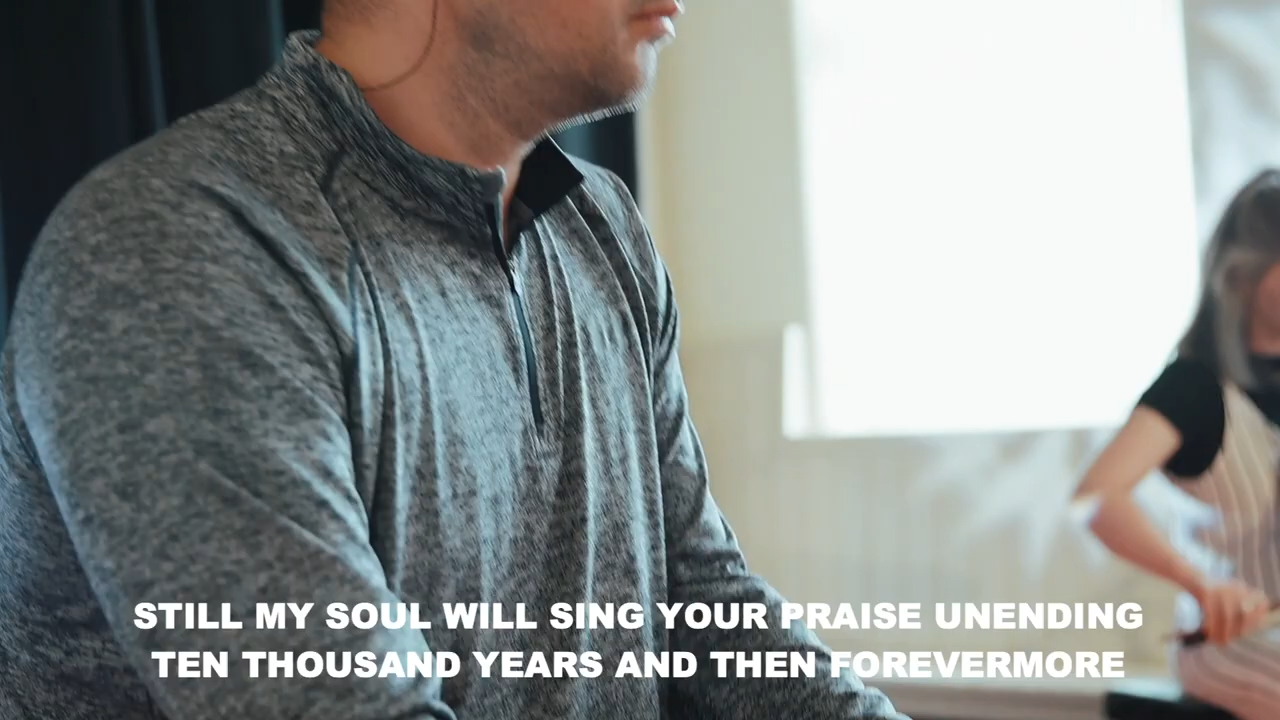 STILL MY SOUL WILL SING YOUR PRAISE UNENDING
TEN THOUSAND YEARS AND THEN FOREVERMORE